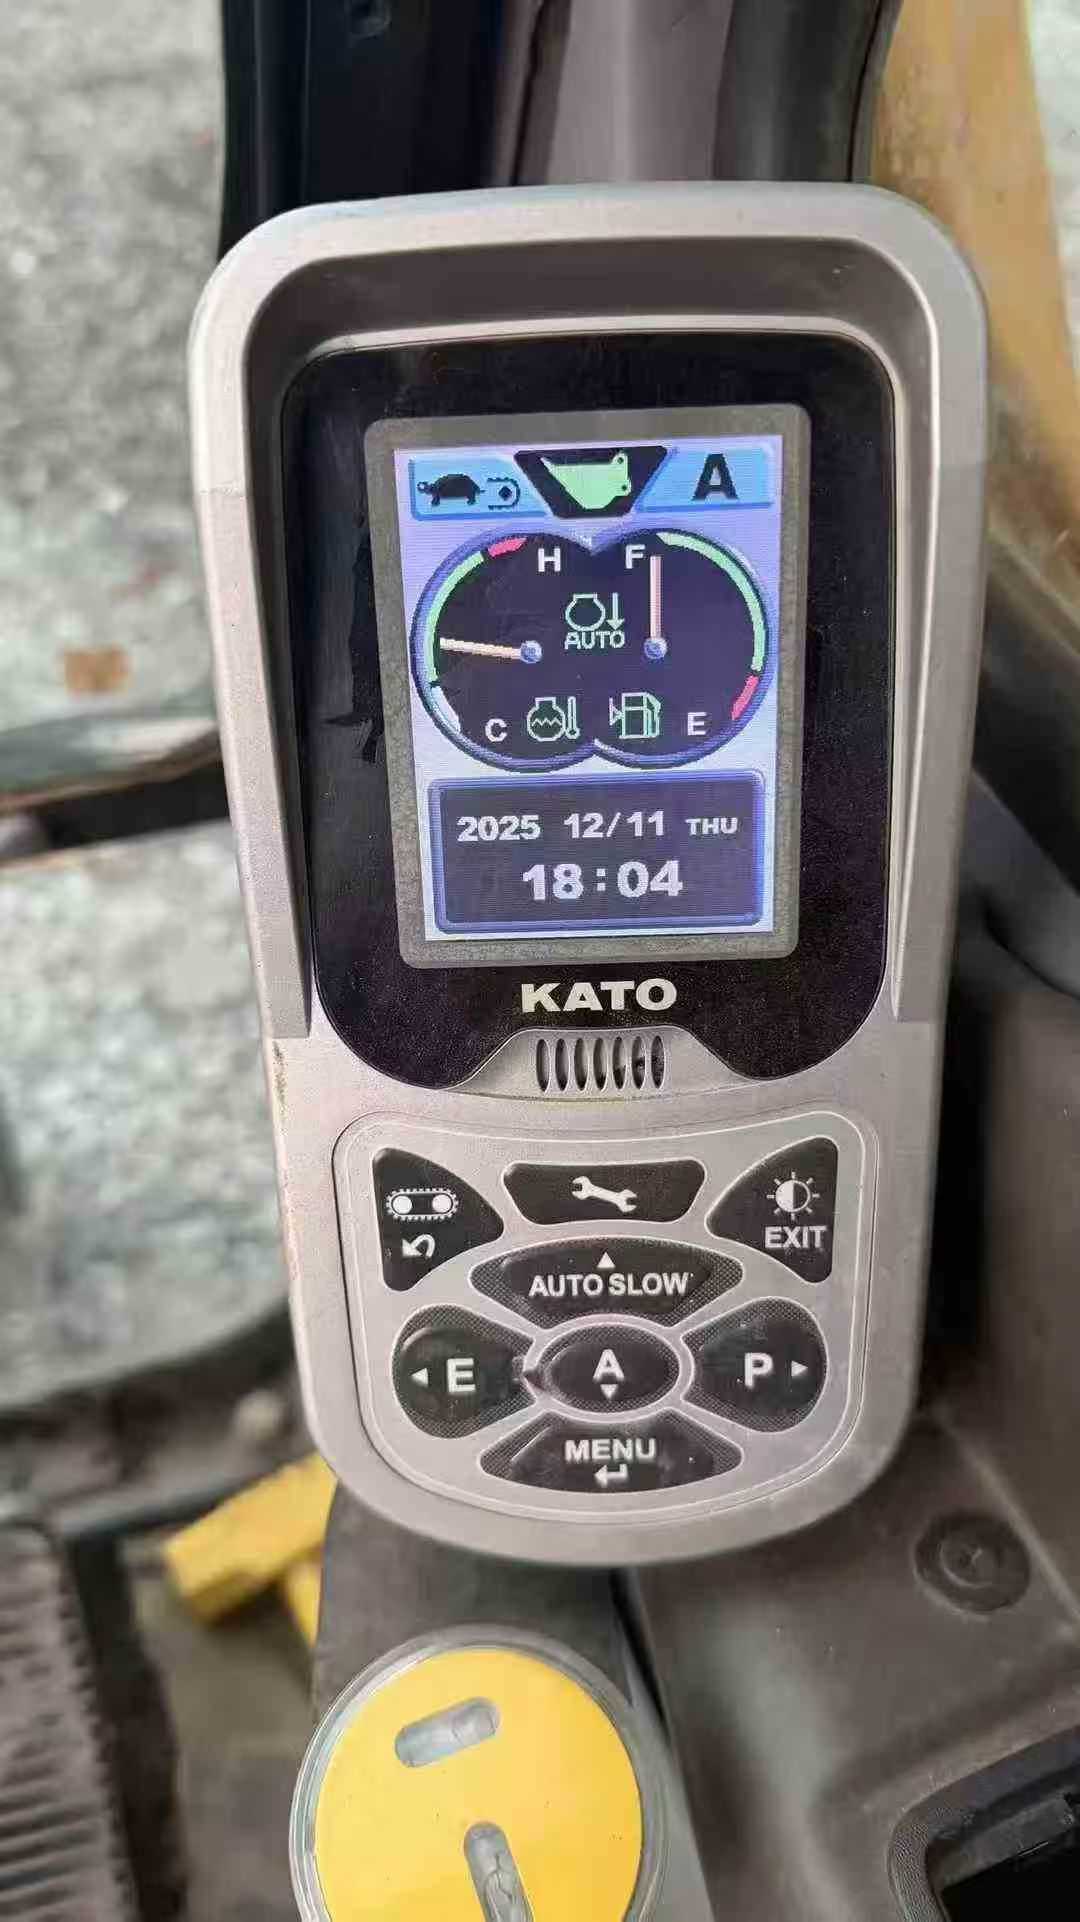 A
H F
AUTO
C E
2025 12/11 THU
18:04
KATO
EXIT
AUTO SLOW
E A P
MENU